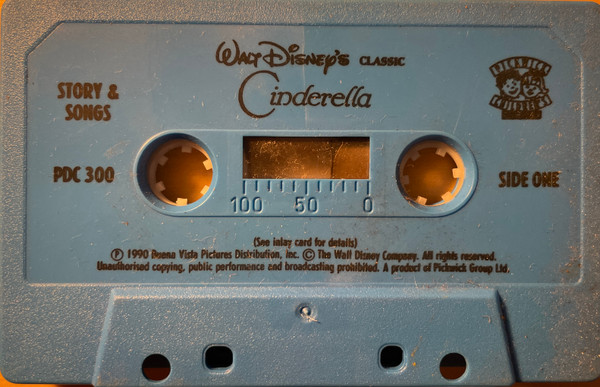 WALT DISNEY'S CLASSIC
Cinderella
PICKWICK
CHILDREN'S
STORY &
SONGS
PDC 300
SIDE ONE
100 50 0
(See inlay card for details)
Ⓟ 1990 Buena Vista Pictures Distribution, Inc. © The Walt Disney Company. All rights reserved.
Unauthorised copying, public performance and broadcasting prohibited. A product of Pickwick Group Ltd.